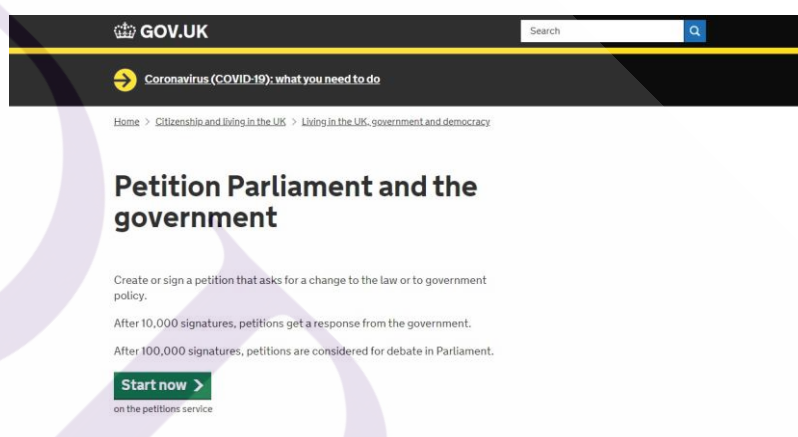 GOV.UK
Search
Coronavirus (COVID-19): what you need to do
Home > Citizenship and living in the UK > Living in the UK, government and democracy
Petition Parliament and the
government
Create or sign a petition that asks for a change to the law or to government
policy.
After 10,000 signatures, petitions get a response from the government.
After 100,000 signatures, petitions are considered for debate in Parliament.
Start now >
on the petitions service